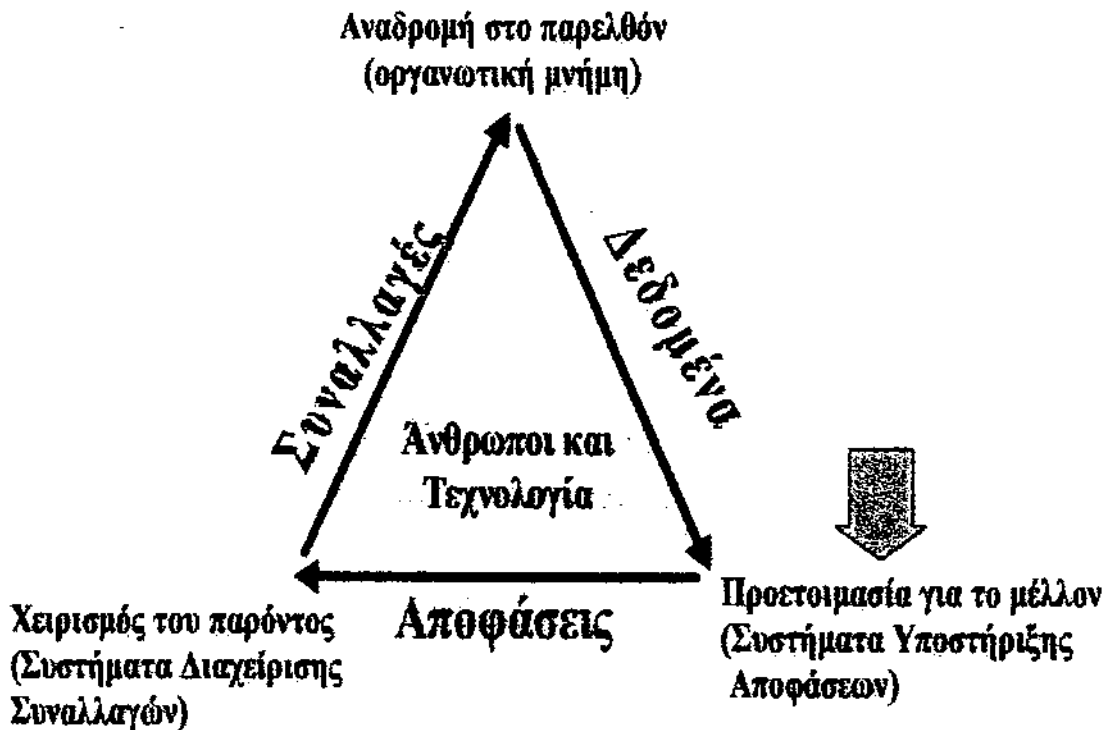 Αναδρομή στο παρελθόν
(οργανωτική μνήμη)
Συναλλαγές
Δεδομένα
Άνθρωποι και
Τεχνολογία
Αποφάσεις
Χειρισμός του παρόντος
(Συστήματα Διαχείρισης
Συναλλαγών)
Προετοιμασία για το μέλλον
(Συστήματα Υποστήριξης
Αποφάσεων)